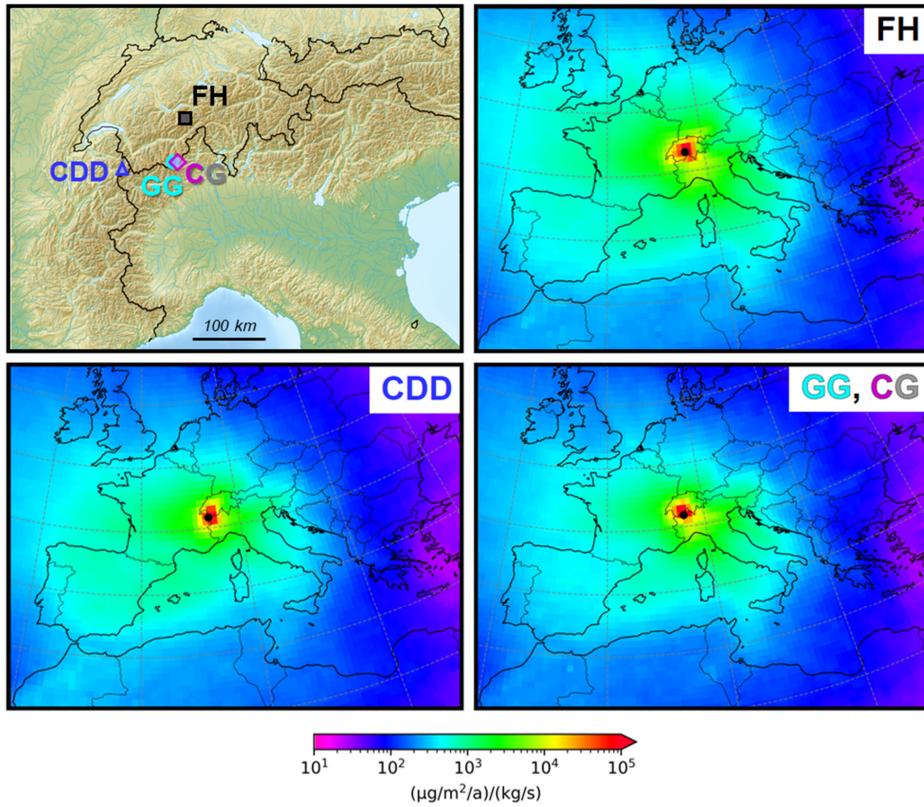 FH
CDD
GG
CG
100 km
FH
CDD
GG, CG
10¹ 10² 10³ 10⁴ 10⁵
(μg/m²/a)/(kg/s)